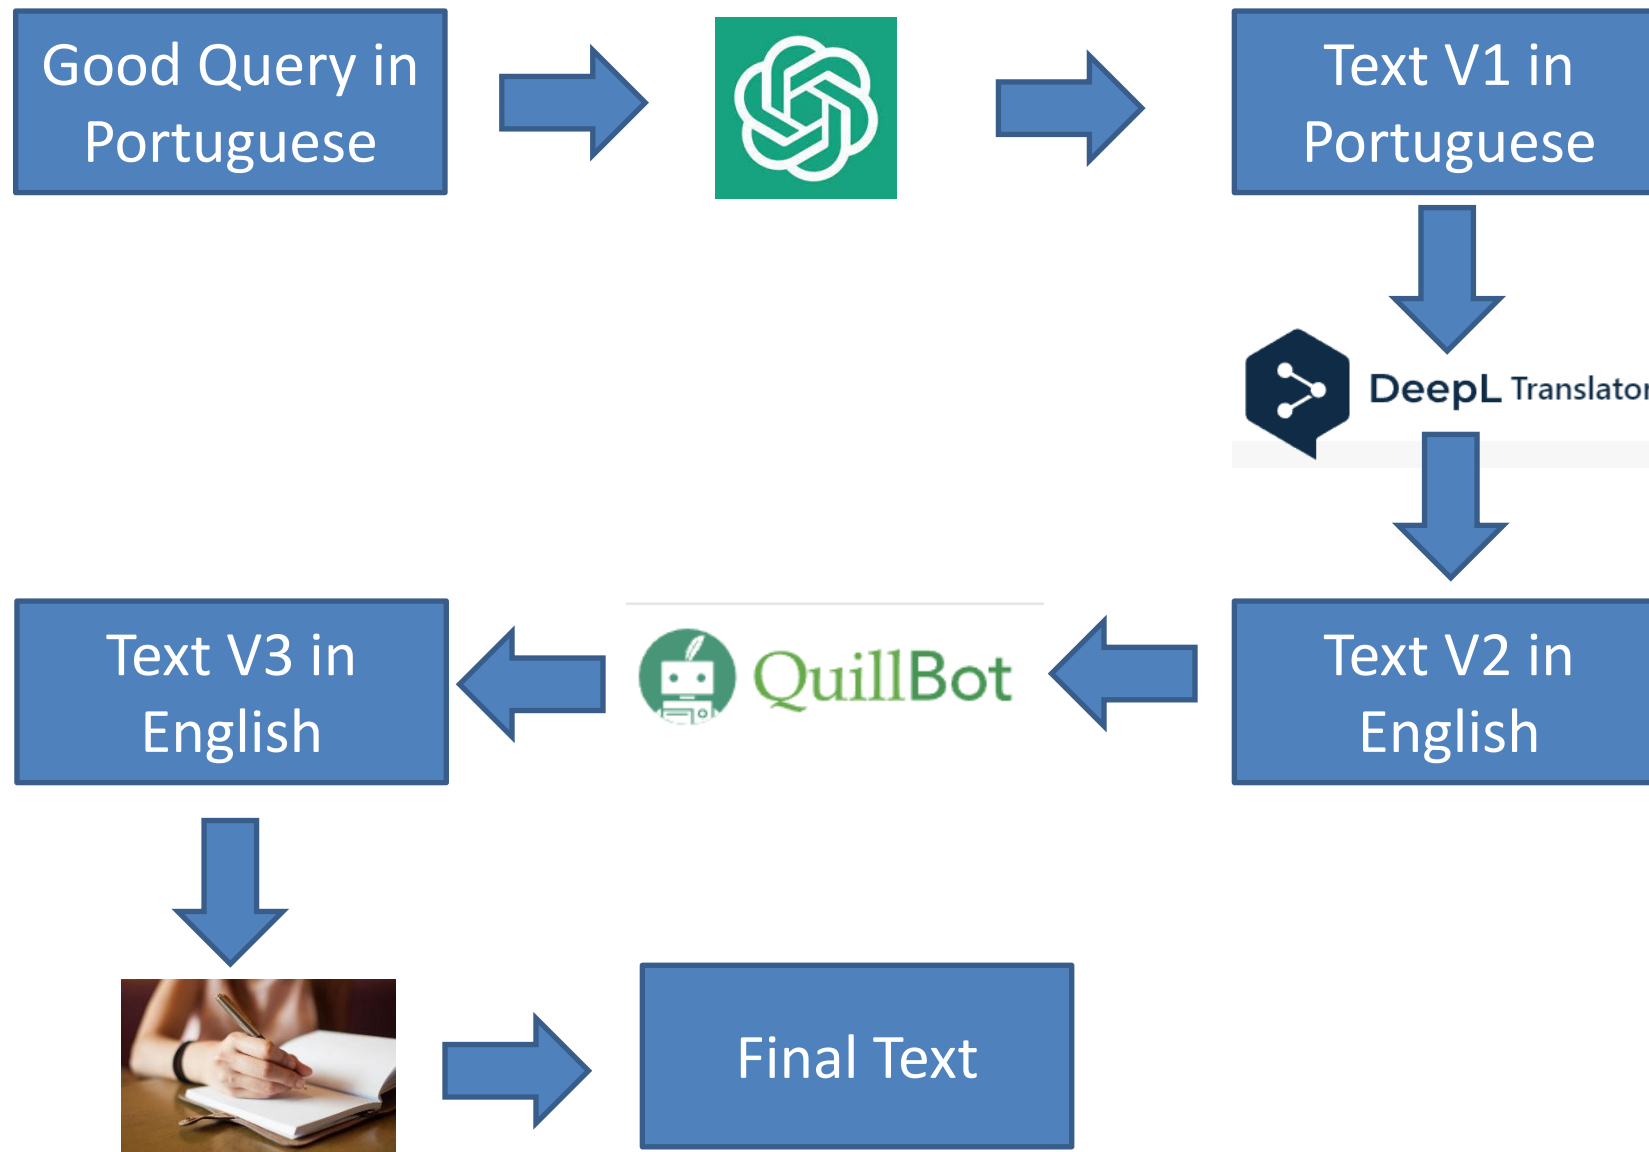 Good Query in
Portuguese
Text V1 in
Portuguese
DeepL Translator
Text V2 in
English
QuillBot
Text V3 in
English
Final Text